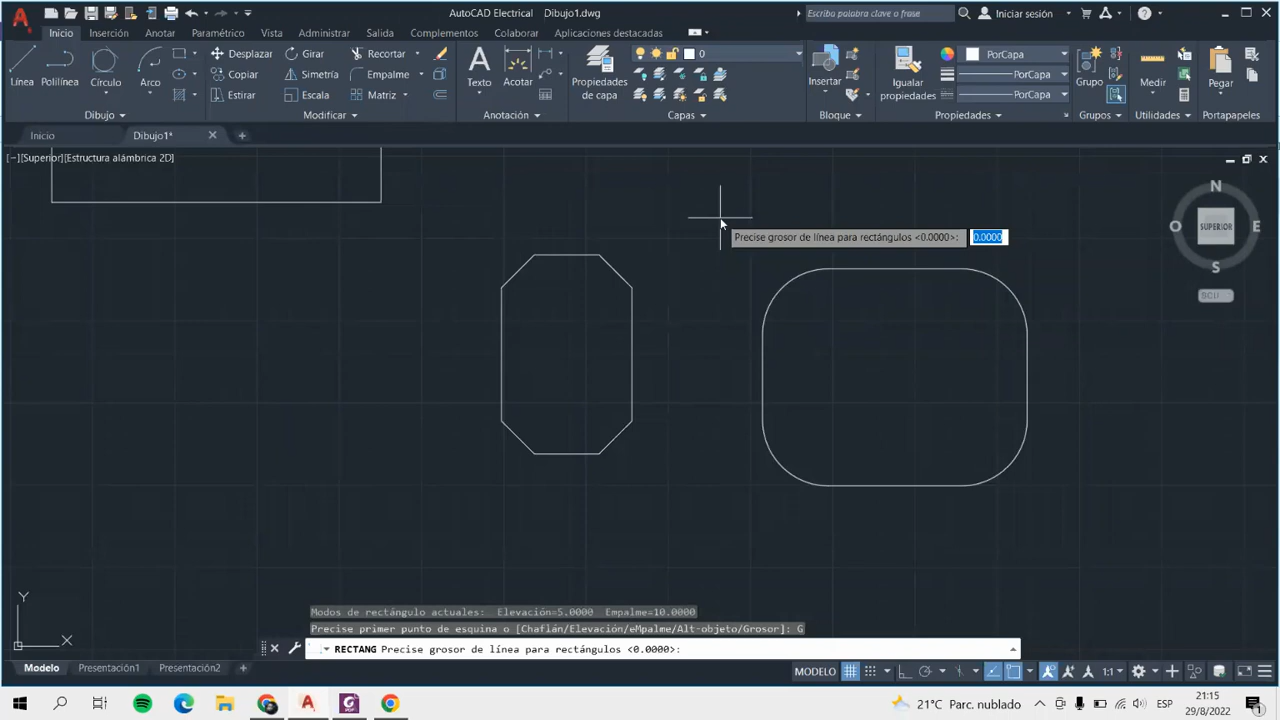 AutoCAD Electrical Dibujo1.dwg
Escriba palabra clave o frase
Iniciar sesión
Inicio Inserción Anotar Paramétrico Vista Administrar Salida Complementos Colaborar Aplicaciones destacadas
Línea Polilínea Círculo Arco
Desplazar Girar Recortar
Copiar Simetría Empalme
Estirar Escala Matriz
Texto Acotar
Propiedades de capa
0
Insertar
Igualar propiedades
PorCapa
PorCapa
PorCapa
Grupo
Medir
Pegar
Dibujo Modificar Anotación Capas Bloque Propiedades Grupos Utilidades Portapapeles
Inicio Dibujo1*
[−][Superior][Estructura alámbrica 2D]
N
O SUPERIOR E
S
SCU
Precise grosor de línea para rectángulos <0.0000>: 0.0000
Y
X
Modos de rectángulo actuales: Elevación=5.0000 Empalme=10.0000
Precise primer punto de esquina o [Chaflán/Elevación/eMpalme/Alt-objeto/Grosor]: G
RECTANG Precise grosor de línea para rectángulos <0.0000>:
Modelo Presentación1 Presentación2 +
MODELO 1:1
21°C Parc. nublado
ESP
21:15
29/8/2022
1